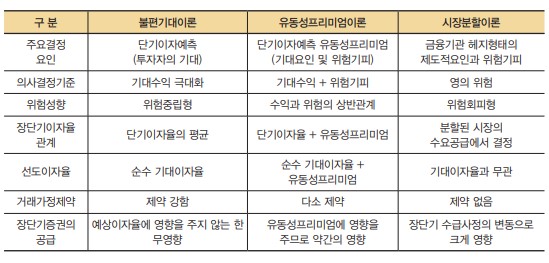 구 분 불편기대이론 유동성프리미엄이론 시장분할이론
주요결정 요인 단기이자예측 (투자자의 기대) 단기이자예측 유동성프리미엄 (기대요인 및 위험기피) 금융기관 헤지형태의 제도적요인과 위험기피
의사결정기준 기대수익 극대화 기대수익 + 위험기피 영의 위험
위험성향 위험중립형 수익과 위험의 상반관계 위험회피형
장단기이자율 관계 단기이자율의 평균 단기이자율 + 유동성프리미엄 분할된 시장의 수요공급에서 결정
선도이자율 순수 기대이자율 순수 기대이자율 + 유동성프리미엄 기대이자율과 무관
거래가정제약 제약 강함 다소 제약 제약 없음
장단기증권의 공급 예상이자율에 영향을 주지 않는 한 무영향 유동성프리미엄에 영향을 주므로 약간의 영향 장단기 수급사정의 변동으로 크게 영향